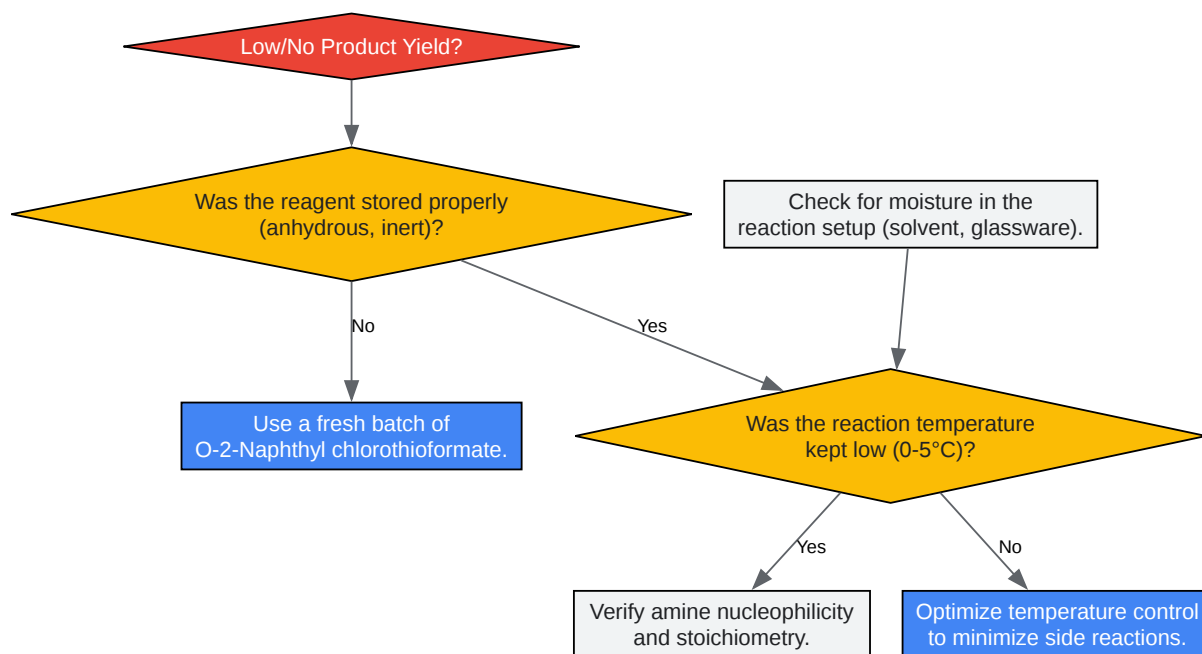 Low/No Product Yield?
Was the reagent stored properly
(anhydrous, inert)?
Check for moisture in the
reaction setup (solvent, glassware).
No
Yes
Use a fresh batch of
O-2-Naphthyl chlorothioformate.
Was the reaction temperature
kept low (0-5°C)?
Yes
No
Verify amine nucleophilicity
and stoichiometry.
Optimize temperature control
to minimize side reactions.